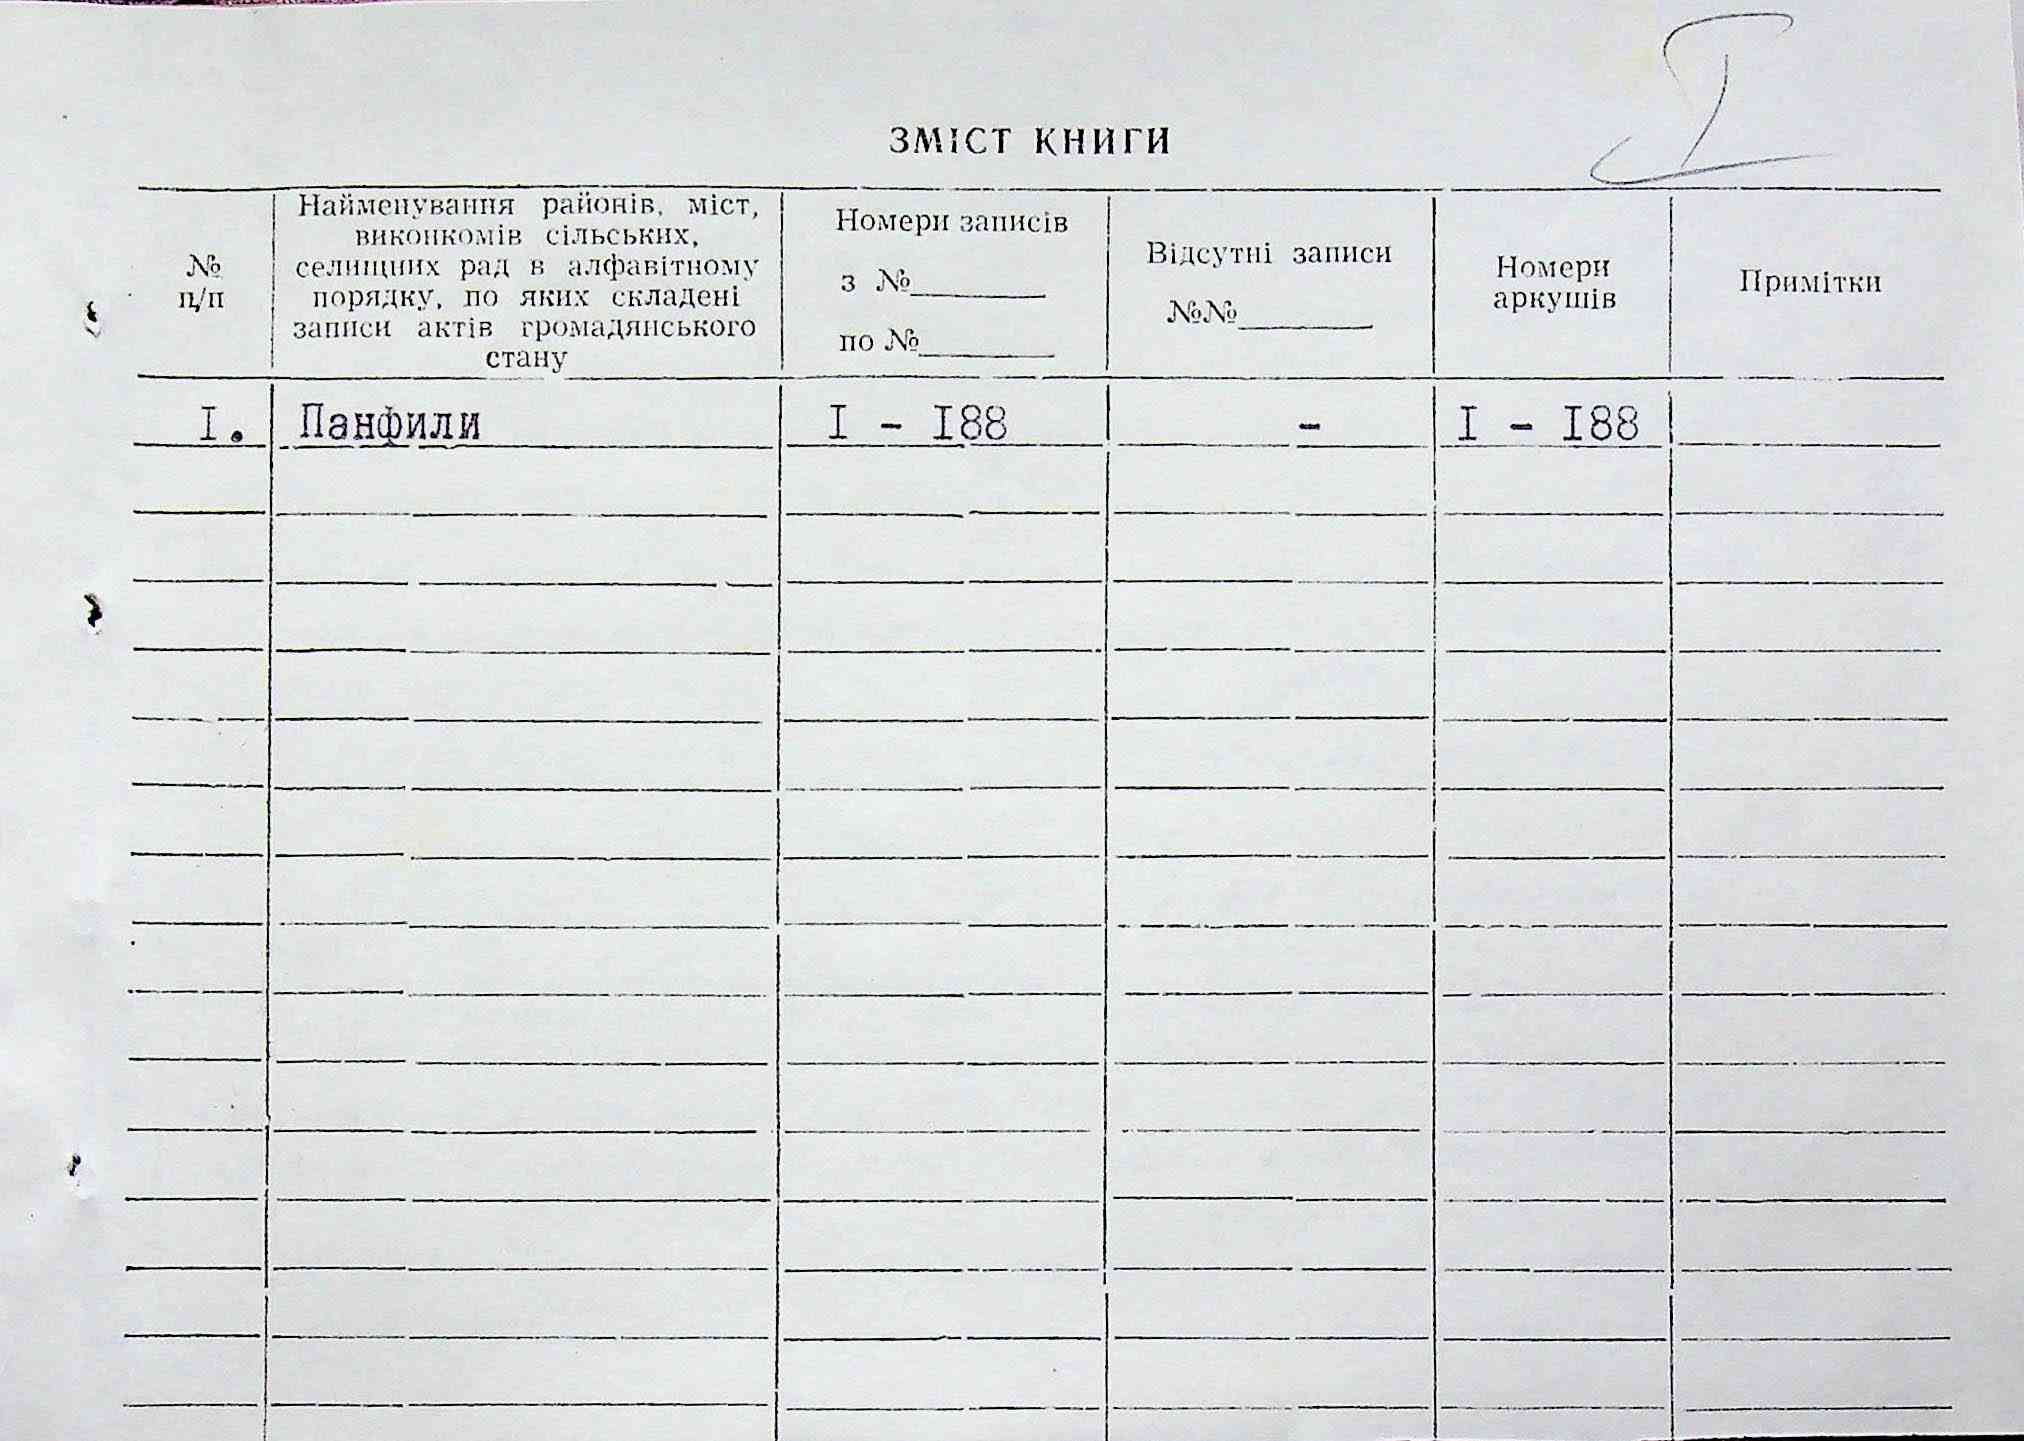 I
ЗМІСТ КНИГИ
№
п/п
Найменування районів, міст,
виконкомів сільських,
селищних рад в алфавітному
порядку, по яких складені
записи актів громадянського
стану
Номери записів
з №
по №
Відсутні записи
№№
Номери
аркушів
Примітки
I. Панфили I - I88 - I - I88